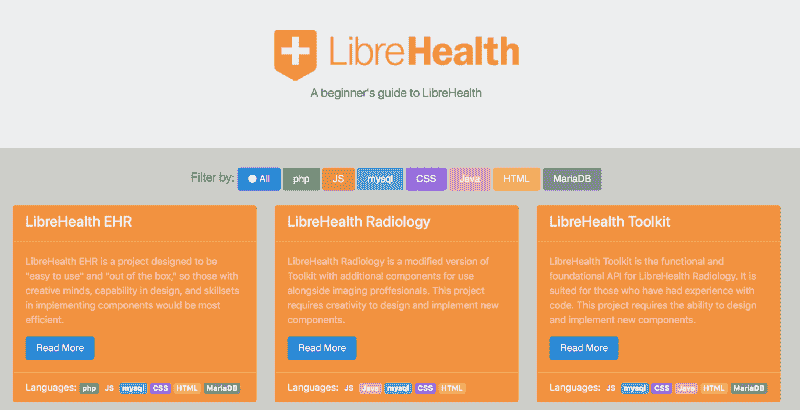 LibreHealth
A beginner's guide to LibreHealth
Filter by: All php JS mysql CSS Java HTML MariaDB
LibreHealth EHR
LibreHealth EHR is a project designed to be
"easy to use" and "out of the box," so those with
creative minds, capability in design, and skillsets
in implementing components would be most
efficient.
Read More
Languages: php JS mysql CSS HTML MariaDB
LibreHealth Radiology
LibreHealth Radiology is a modified version of
Toolkit with additional components for use
alongside imaging proffesionals. This project
requires creativity to design and implement new
components.
Read More
Languages: JS Java mysql CSS HTML
LibreHealth Toolkit
LibreHealth Toolkit is the functional and
foundational API for LibreHealth Radiology. It is
suited for those who have had experience with
code. This project requires the ability to design
and implement new components.
Read More
Languages: JS mysql CSS Java HTML MariaDB